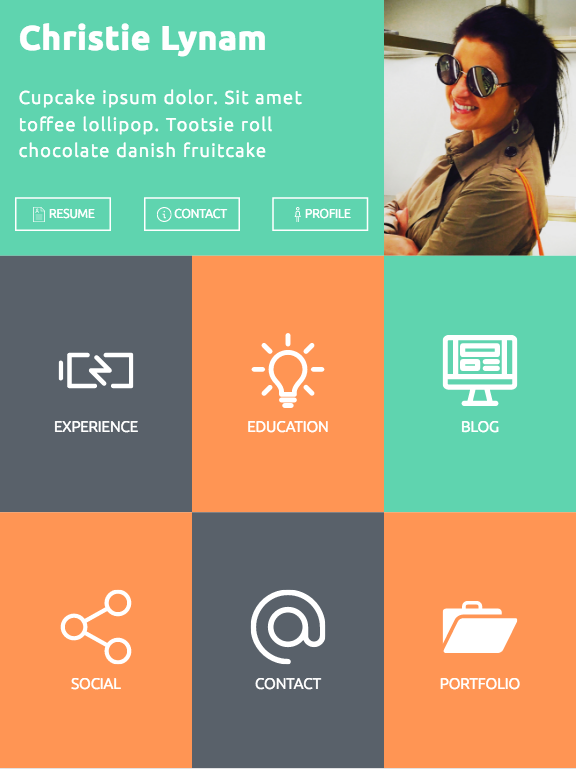 Christie Lynam
Cupcake ipsum dolor. Sit amet
toffee lollipop. Tootsie roll
chocolate danish fruitcake
RESUME CONTACT PROFILE
EXPERIENCE EDUCATION BLOG
SOCIAL CONTACT PORTFOLIO